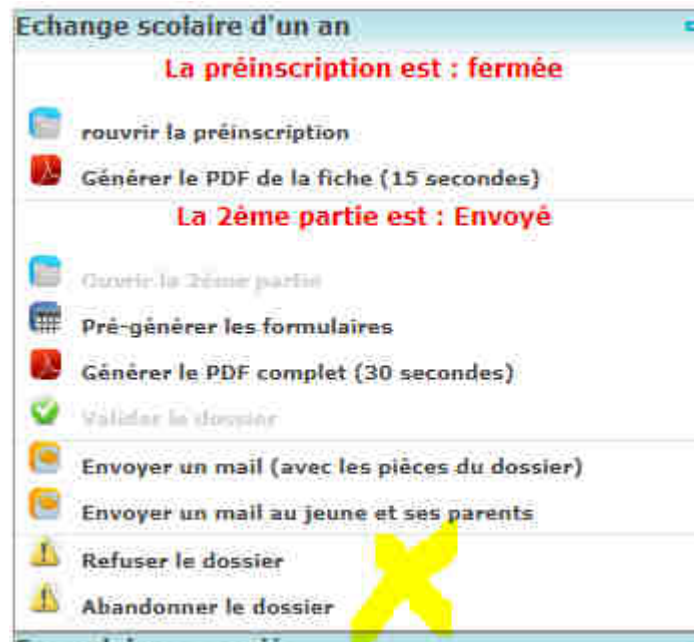 Echange scolaire d'un an
La préinscription est : fermée
rouvrir la préinscription
Générer le PDF de la fiche (15 secondes)
La 2éme partie est : Envoyé
Ouvrir la 2éme partie
Pré-générer les formulaires
Générer le PDF complet (30 secondes)
Valider le dossier
Envoyer un mail (avec les pièces du dossier)
Envoyer un mail au jeune et ses parents
Refuser le dossier
Abandonner le dossier